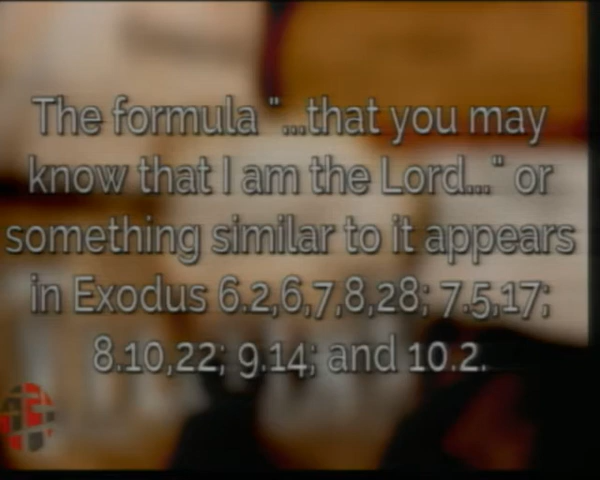 The formula "...that you may
know that I am the Lord..." or
something similar to it appears
in Exodus 6.2,6,7,8,28; 7.5,17;
8.10,22; 9.14; and 10.2.